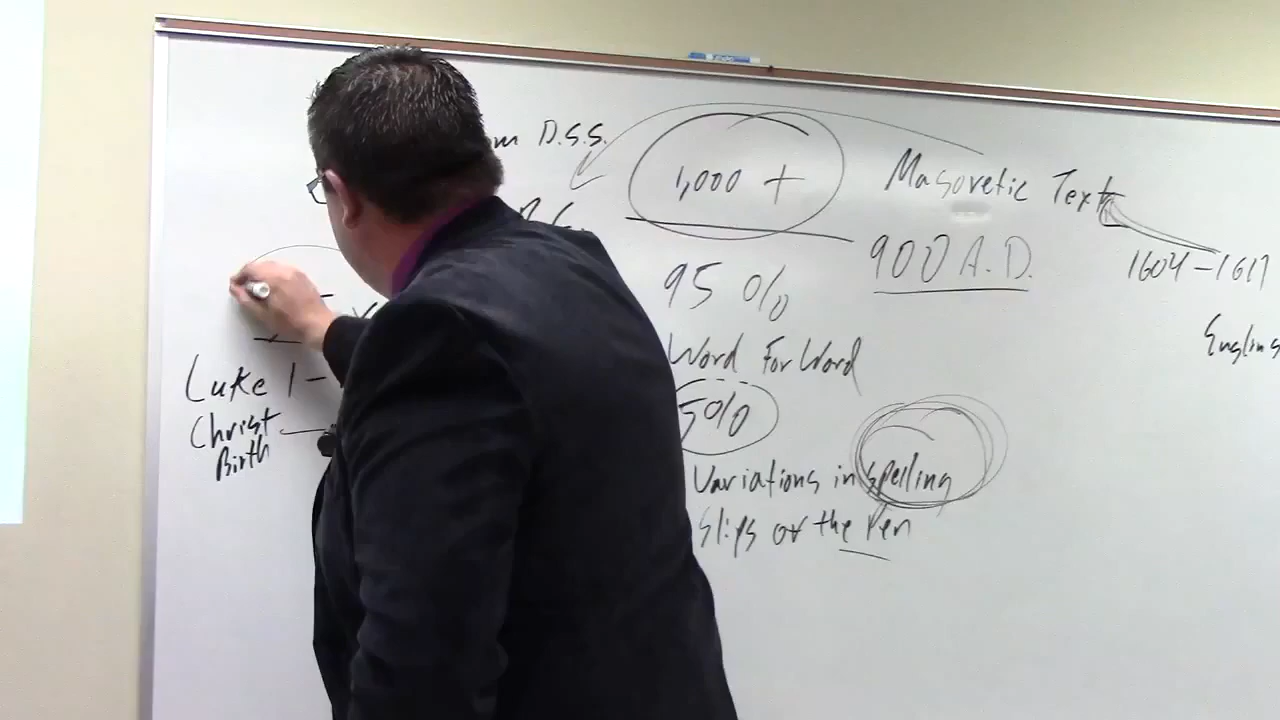 D.S.S.
1,000 +
Masoretic Text
900 A.D.
1604-1611
95%
Word For Word
5%
Variations in spelling
Slips of the Pen
Luke 1-
Christ
Birth